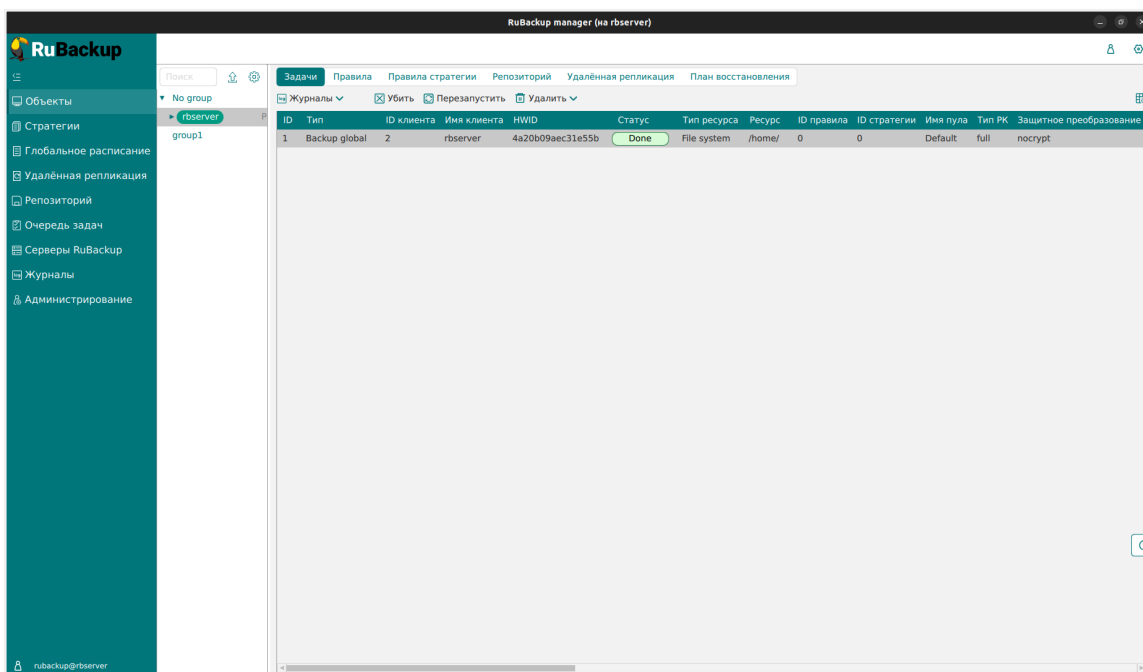 RuBackup manager (на rbserver)
RuBackup
Поиск
Задачи Правила Правила стратегии Репозиторий Удалённая репликация План восстановления
Объекты
Стратегии
Глобальное расписание
Удалённая репликация
Репозиторий
Очередь задач
Серверы RuBackup
Журналы
Администрирование
No group
rbserver P
group1
Журналы Убить Перезапустить Удалить
ID Тип ID клиента Имя клиента HWID Статус Тип ресурса Ресурс ID правила ID стратегии Имя пула Тип РК Защитное преобразование
1 Backup global 2 rbserver 4a20b09aec31e55b Done File system /home/ 0 0 Default full nocrypt
rubackup@rbserver